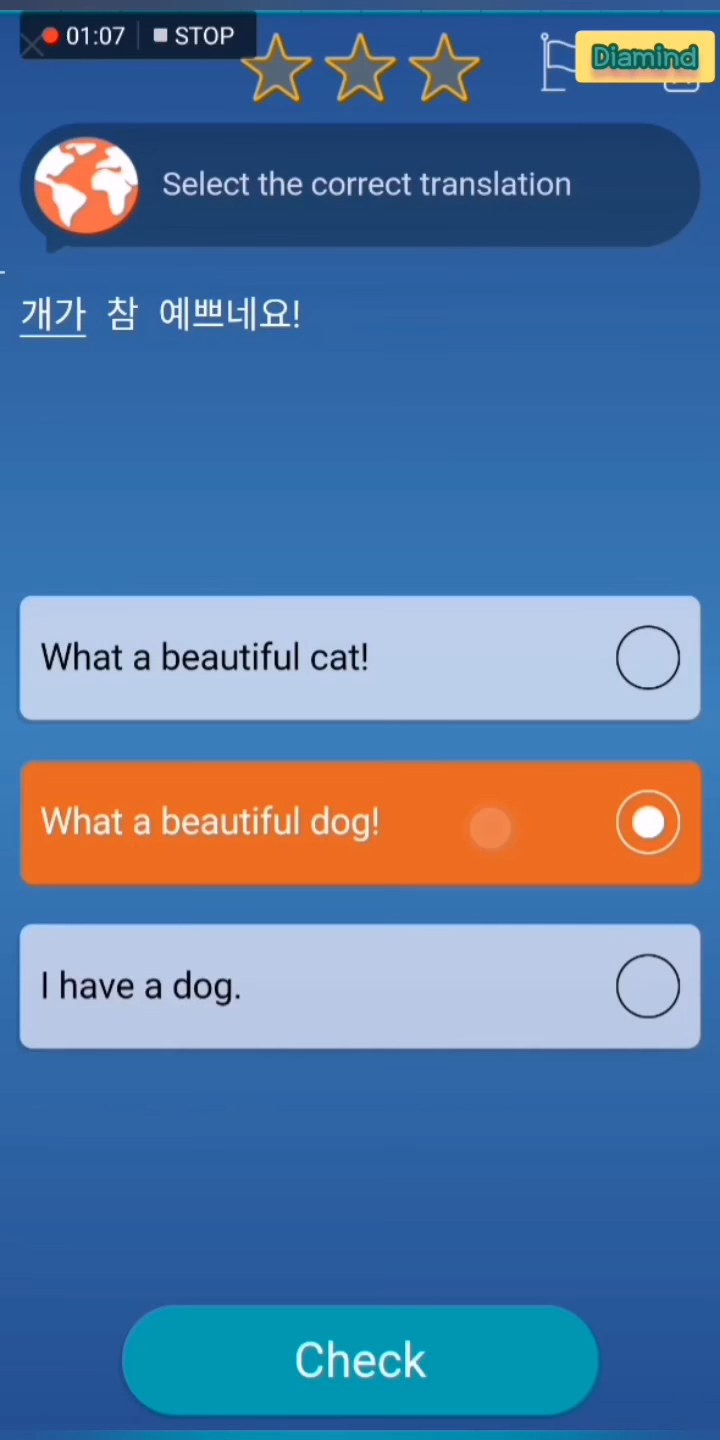 01:07 STOP
Diamind
Select the correct translation
개가 참 예쁘네요!
What a beautiful cat!
What a beautiful dog!
I have a dog.
Check